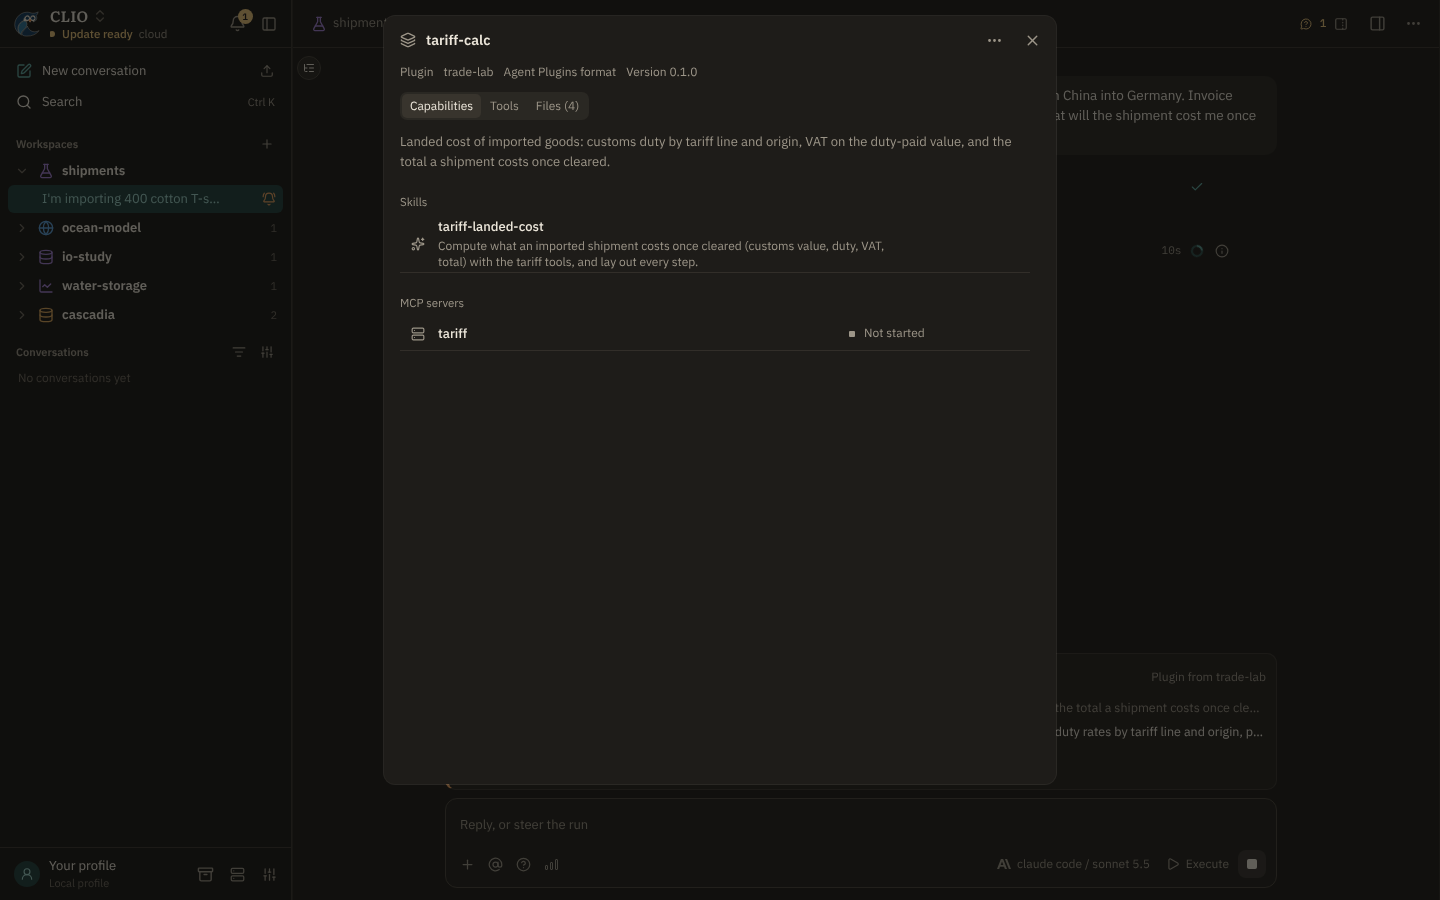 CLIO
Update ready cloud
1
New conversation
Search
Ctrl K
Workspaces
shipments
I'm importing 400 cotton T-s...
ocean-model
1
io-study
1
water-storage
1
cascadia
2
Conversations
No conversations yet
Your profile
Local profile
shipment
1
China into Germany. Invoice
at will the shipment cost me once
10s
tariff-calc
Plugin trade-lab Agent Plugins format Version 0.1.0
Capabilities Tools Files (4)
Landed cost of imported goods: customs duty by tariff line and origin, VAT on the duty-paid value, and the
total a shipment costs once cleared.
Skills
tariff-landed-cost
Compute what an imported shipment costs once cleared (customs value, duty, VAT,
total) with the tariff tools, and lay out every step.
MCP servers
tariff
Not started
Plugin from trade-lab
the total a shipment costs once cle...
duty rates by tariff line and origin, p...
Reply, or steer the run
claude code / sonnet 5.5
Execute